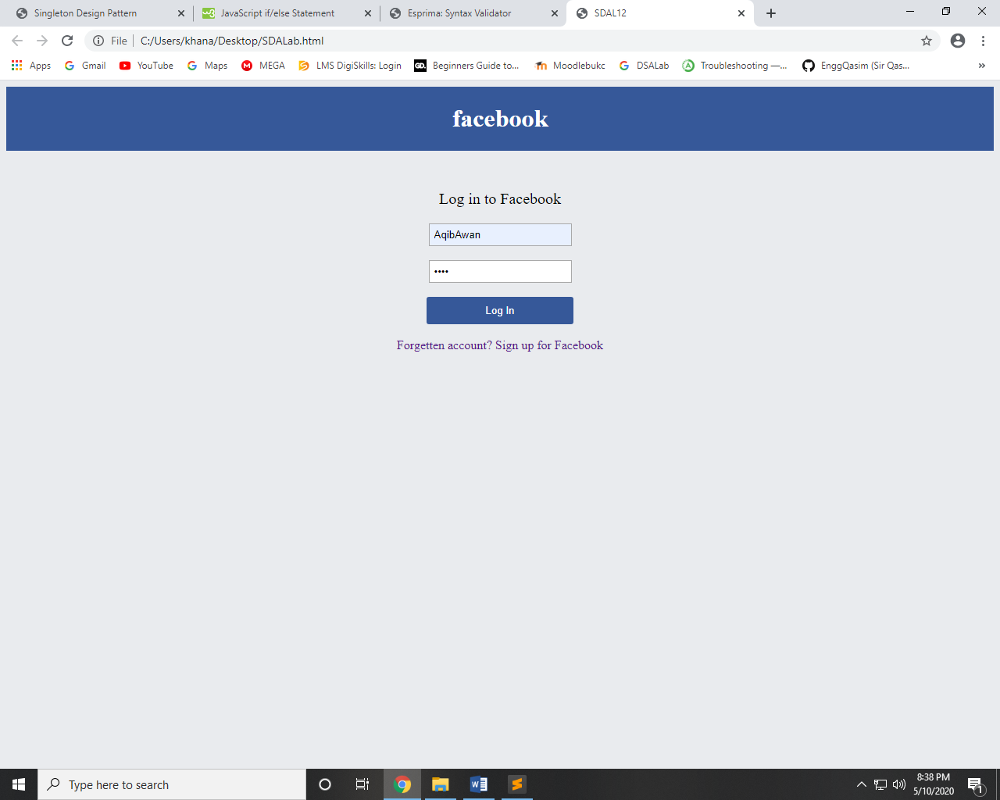 Singleton Design Pattern
JavaScript if/else Statement
Esprima: Syntax Validator
SDAL12
File
C:/Users/khana/Desktop/SDALab.html
Apps
Gmail
YouTube
Maps
MEGA
LMS DigiSkills: Login
GD.
Beginners Guide to...
Moodlebukc
DSALab
Troubleshooting —...
EnggQasim (Sir Qas...
»
facebook
Log in to Facebook
AqibAwan
••••
Log In
Forgetten account? Sign up for Facebook
Type here to search
8:38 PM
5/10/2020
1